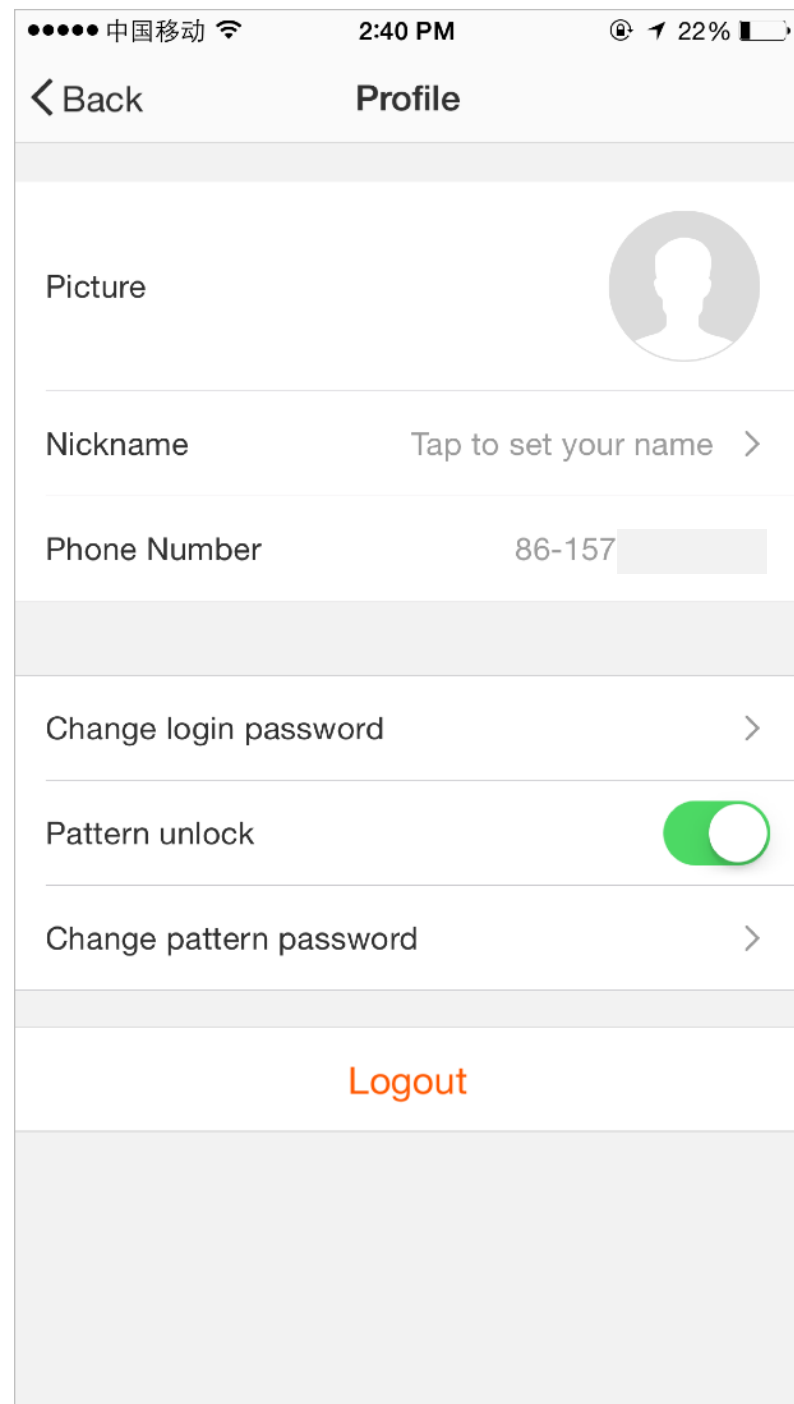 中国移动 2:40 PM 22%
Back Profile
Picture
Nickname Tap to set your name
Phone Number 86-157
Change login password
Pattern unlock
Change pattern password
Logout